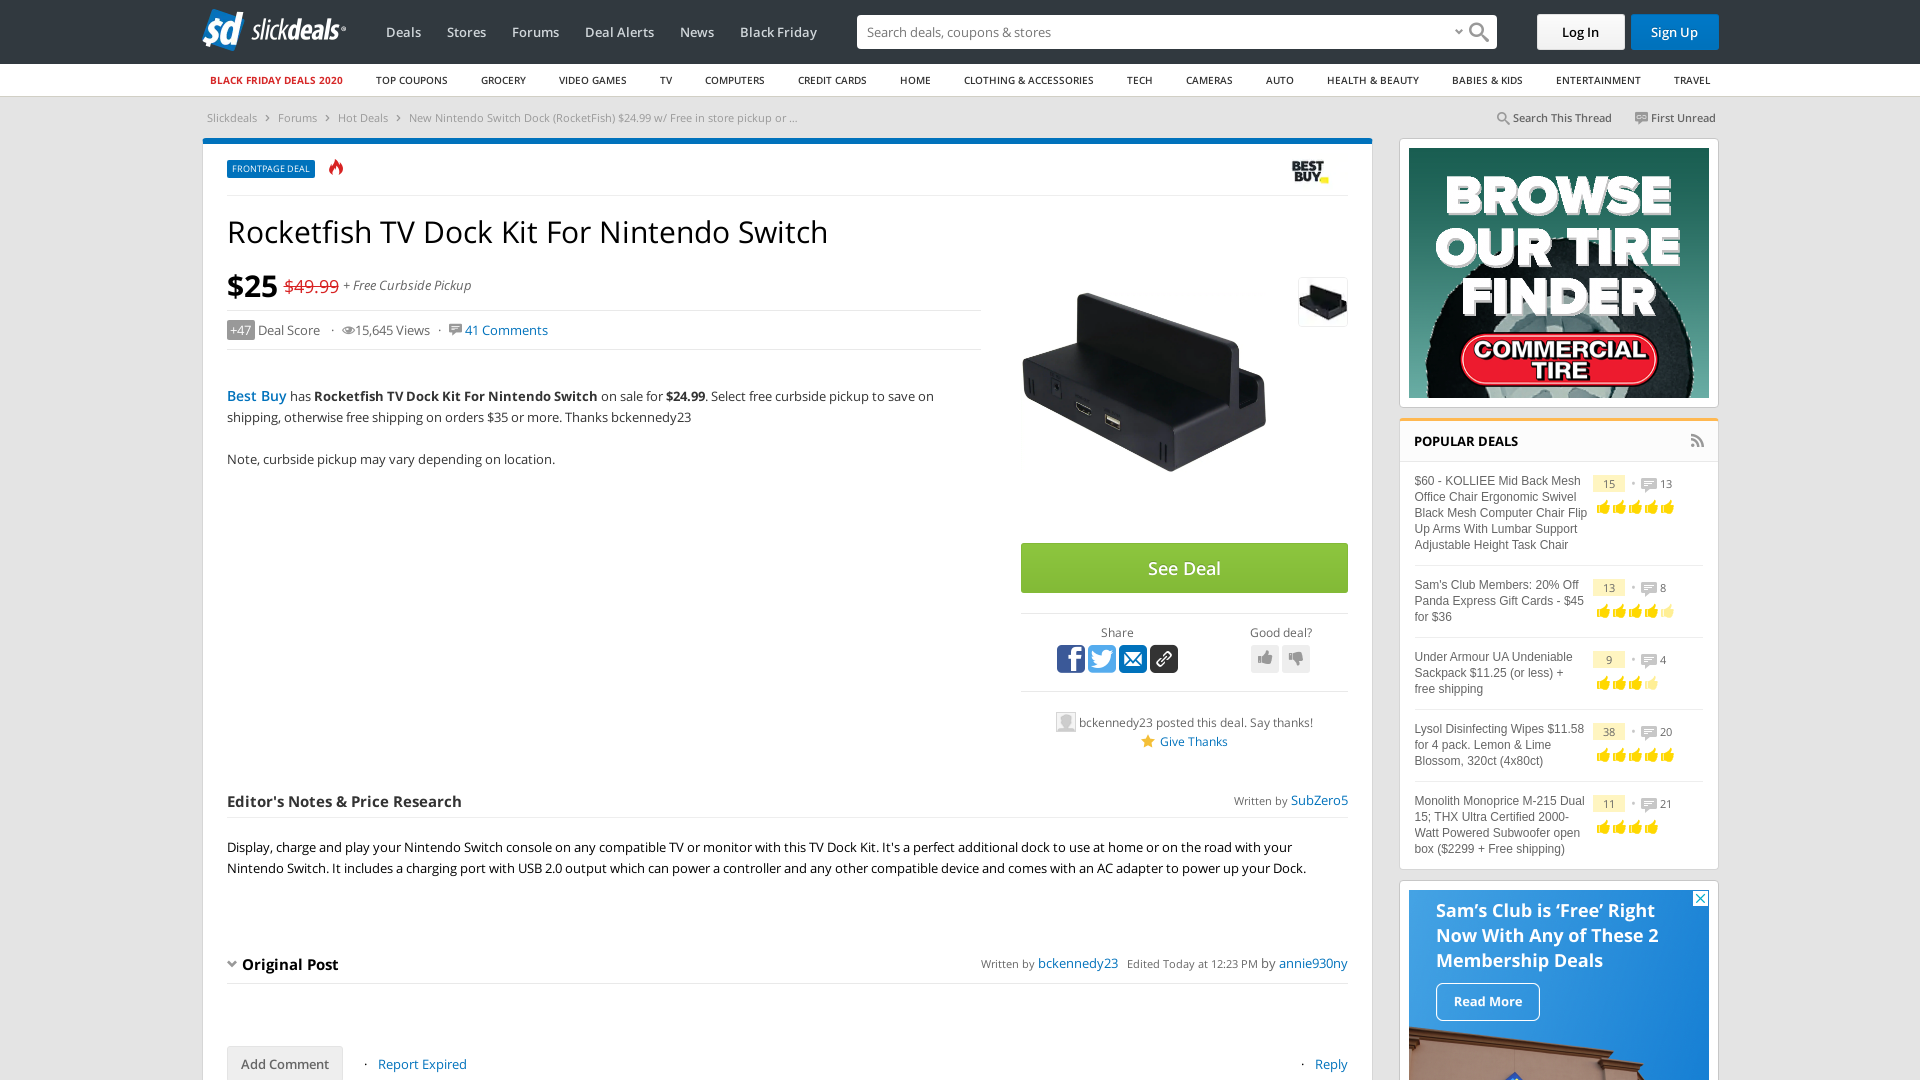 slickdeals
Deals
Stores
Forums
Deal Alerts
News
Black Friday
Search deals, coupons & stores
Log In
Sign Up
BLACK FRIDAY DEALS 2020
TOP COUPONS
GROCERY
VIDEO GAMES
TV
COMPUTERS
CREDIT CARDS
HOME
CLOTHING & ACCESSORIES
TECH
CAMERAS
AUTO
HEALTH & BEAUTY
BABIES & KIDS
ENTERTAINMENT
TRAVEL
Slickdeals > Forums > Hot Deals > New Nintendo Switch Dock (RocketFish) $24.99 w/ Free in store pickup or ...
Search This Thread
First Unread
FRONTPAGE DEAL
BEST
BUY
Rocketfish TV Dock Kit For Nintendo Switch
$25 $49.99 + Free Curbside Pickup
+47 Deal Score · 15,645 Views · 41 Comments
Best Buy has Rocketfish TV Dock Kit For Nintendo Switch on sale for $24.99. Select free curbside pickup to save on
shipping, otherwise free shipping on orders $35 or more. Thanks bckennedy23
Note, curbside pickup may vary depending on location.
See Deal
Share
Good deal?
bckennedy23 posted this deal. Say thanks!
Give Thanks
Editor's Notes & Price Research
Written by SubZero5
Display, charge and play your Nintendo Switch console on any compatible TV or monitor with this TV Dock Kit. It's a perfect additional dock to use at home or on the road with your
Nintendo Switch. It includes a charging port with USB 2.0 output which can power a controller and any other compatible device and comes with an AC adapter to power up your Dock.
Original Post
Written by bckennedy23 Edited Today at 12:23 PM by annie930ny
Add Comment
· Report Expired
· Reply
BROWSE
OUR TIRE
FINDER
COMMERCIAL
TIRE
POPULAR DEALS
$60 - KOLLIEE Mid Back Mesh
Office Chair Ergonomic Swivel
Black Mesh Computer Chair Flip
Up Arms With Lumbar Support
Adjustable Height Task Chair
15 • 13
Sam's Club Members: 20% Off
Panda Express Gift Cards - $45
for $36
13 • 8
Under Armour UA Undeniable
Sackpack $11.25 (or less) +
free shipping
9 • 4
Lysol Disinfecting Wipes $11.58
for 4 pack. Lemon & Lime
Blossom, 320ct (4x80ct)
38 • 20
Monolith Monoprice M-215 Dual
15; THX Ultra Certified 2000-
Watt Powered Subwoofer open
box ($2299 + Free shipping)
11 • 21
Sam's Club is ‘Free’ Right
Now With Any of These 2
Membership Deals
Read More